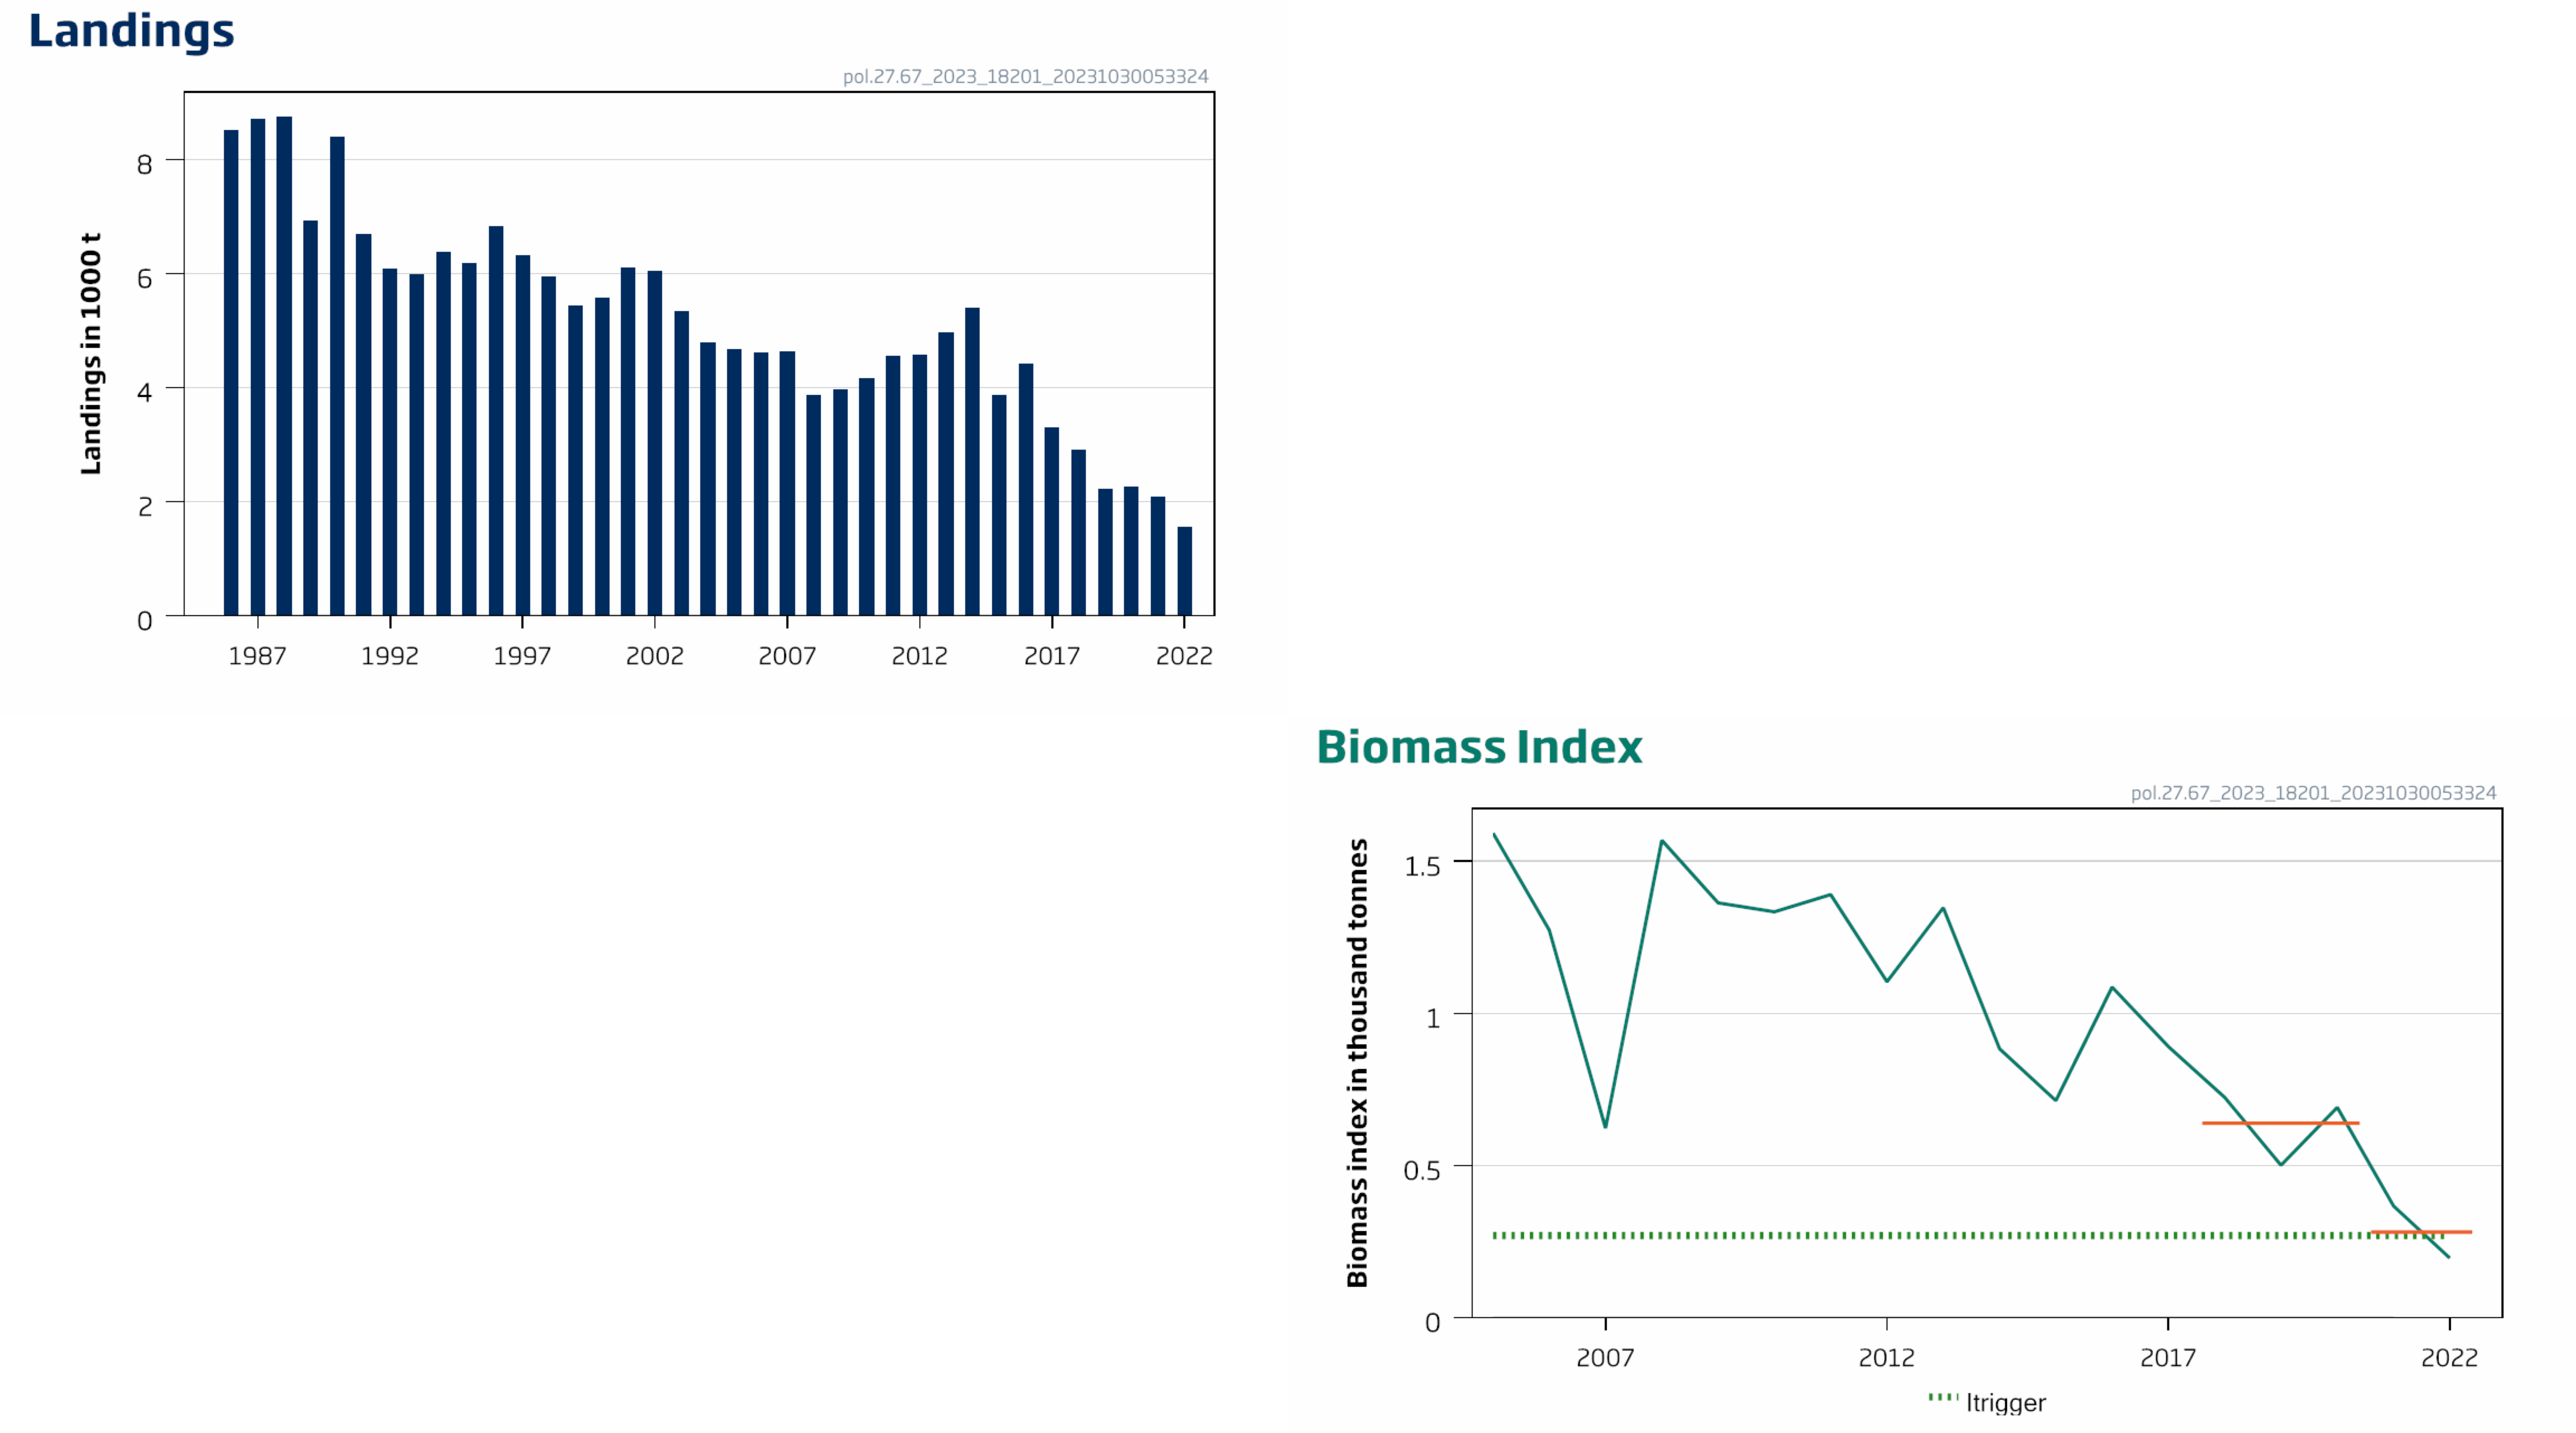 Landings
pol.27.67_2023_18201_20231030053324
Landings in 1000 t
8
6
4
2
0
1987 1992 1997 2002 2007 2012 2017 2022
Biomass Index
pol.27.67_2023_18201_20231030053324
Biomass index in thousand tonnes
1.5
1
0.5
0
2007 2012 2017 2022
Itrigger